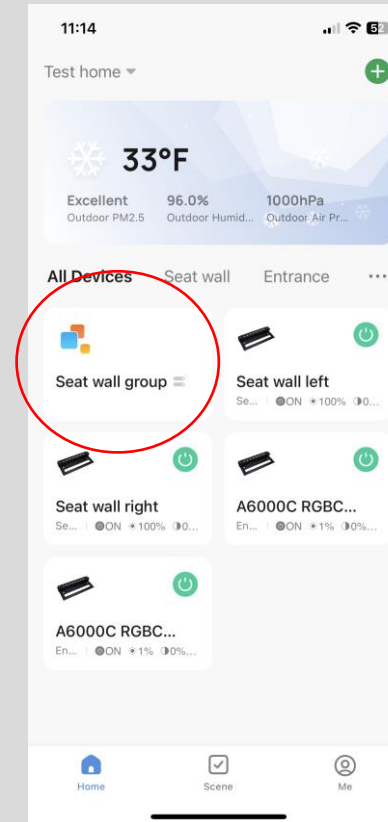 11:14
52
Test home
33°F
Excellent 96.0% 1000hPa
Outdoor PM2.5 Outdoor Humid... Outdoor Air Pr...
All Devices Seat wall Entrance ...
Seat wall group
Seat wall left
Se... | ON 100% 0...
Seat wall right
Se... | ON 100% 0...
A6000C RGBC...
En... | ON 1% 0%...
A6000C RGBC...
En... | ON 1% 0%...
Home Scene Me